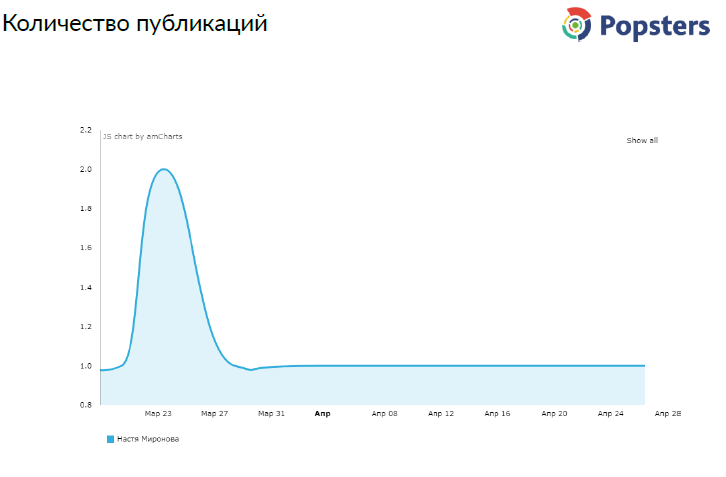 Количество публикаций
Popsters
2.2
JS chart by amCharts
Show all
2.0
1.8
1.6
1.4
1.2
1.0
0.8
Мар 23 Мар 27 Мар 31 Апр Апр 08 Апр 12 Апр 16 Апр 20 Апр 24 Апр 28
Настя Миронова